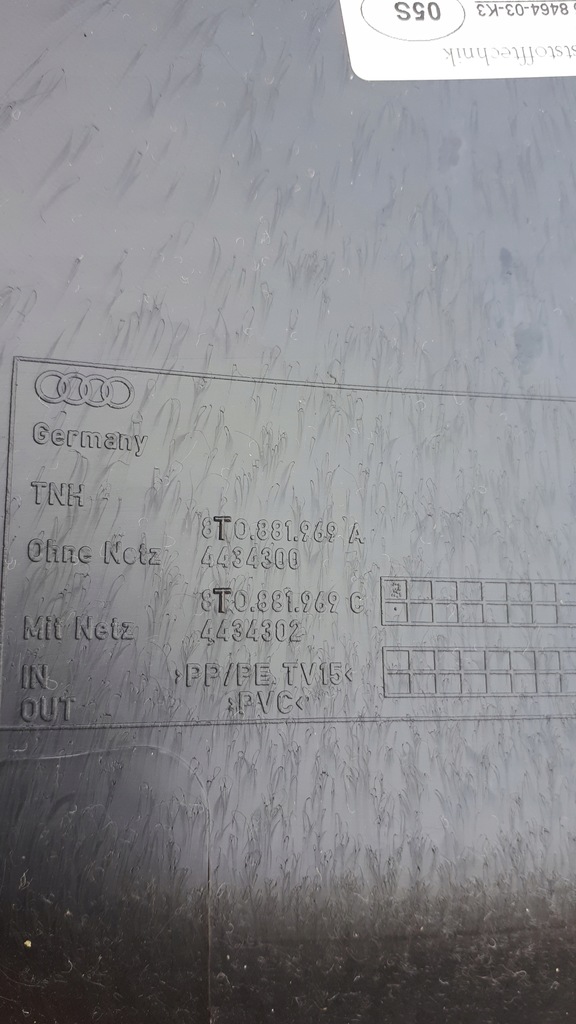 05S
8464-03-K3
ststofftechnik
Germany
TNH
8T0.881.969 A
Ohne Netz 4434300
8T0.881.969 C
Mit Netz 4434302
IN >PP/PE TV15<
OUT >PVC<